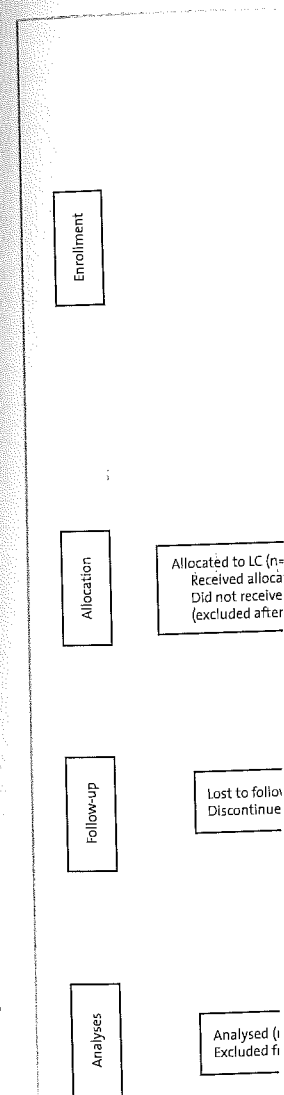 Enrollment
Allocation
Allocated to LC (n=
Received alloca
Did not receive
(excluded after
Follow-up
Lost to follov
Discontinue
Analyses
Analysed (
Excluded fr